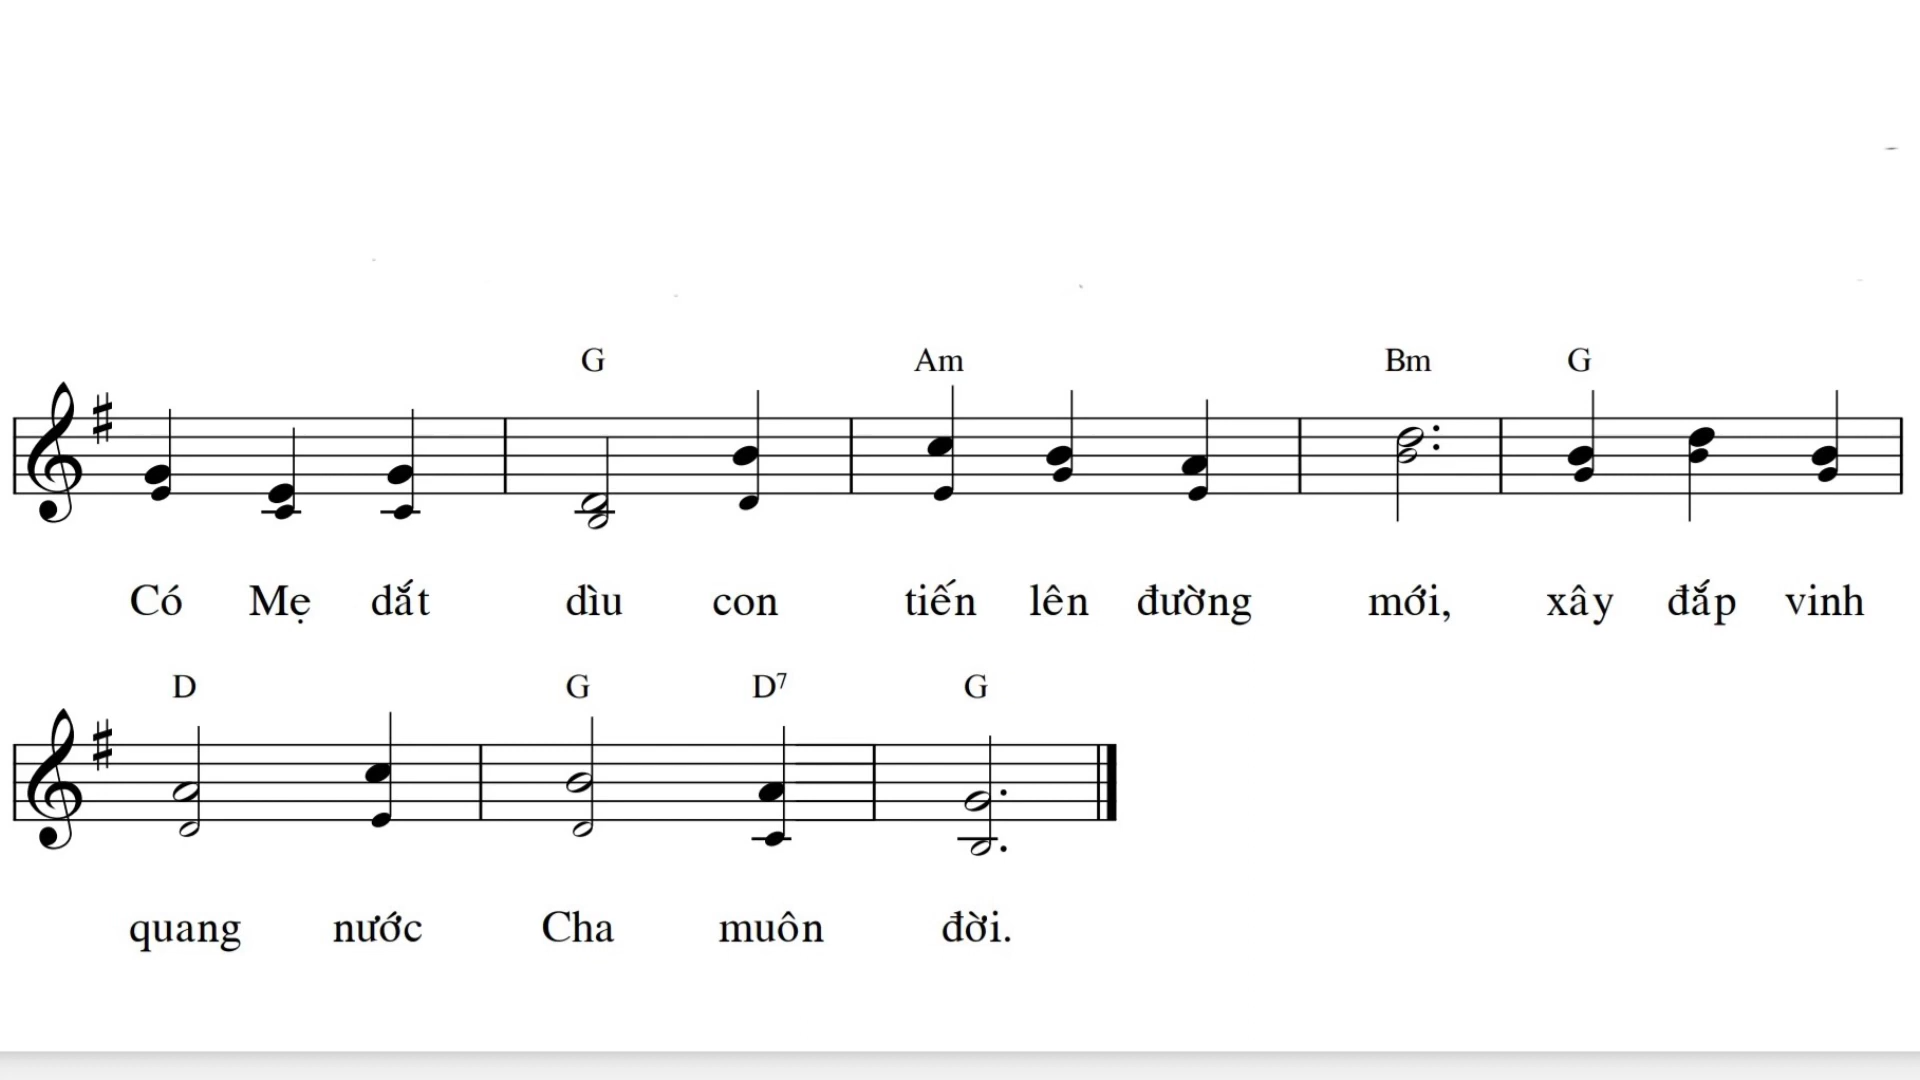 G Am Bm G
Có Mẹ dắt dìu con tiến lên đường mới, xây đắp vinh
D G D⁷ G
quang nước Cha muôn đời.